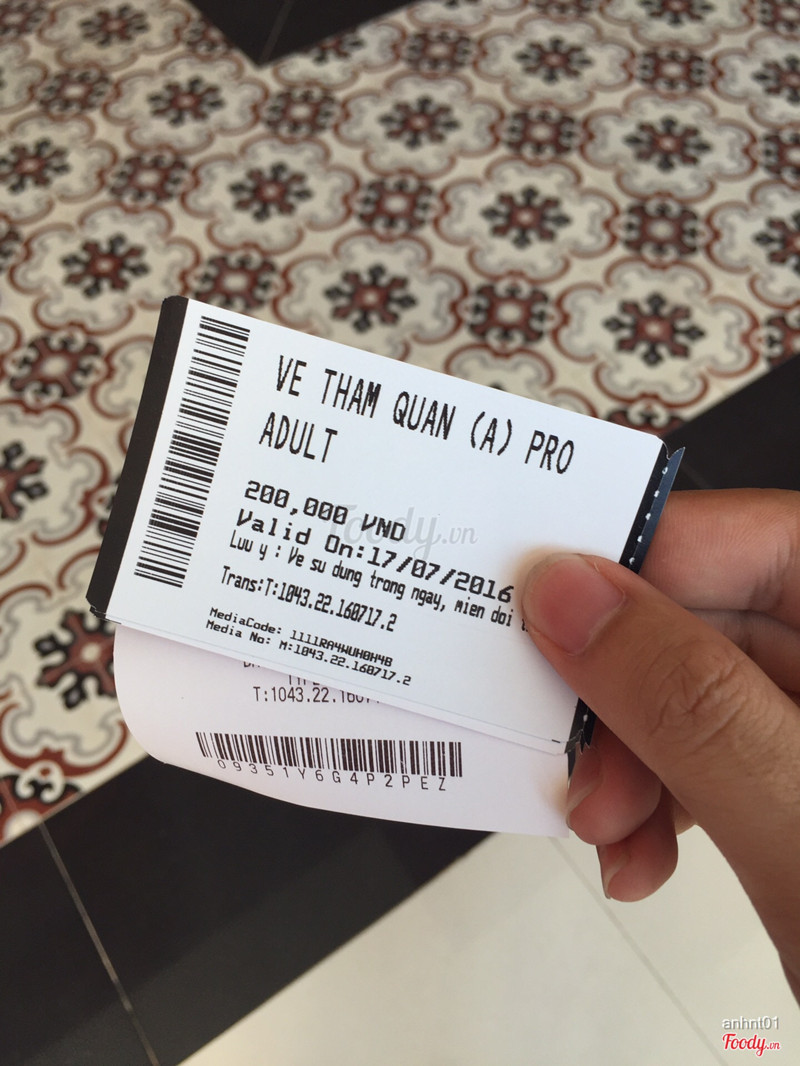 VE THAM QUAN (A) PRO
ADULT
200,000 VND
Valid On:17/07/2016
Luu y : Ve su dung trong ngay, mien doi
Trans:T:1043.22.160717.2
MediaCode: 1111RA4WUH0H4B
Media No: M:1043.22.160717.2
T:1043.22.1607
09351Y6G4P2PEZ
Foody.vn
anhnt01
Foody.vn